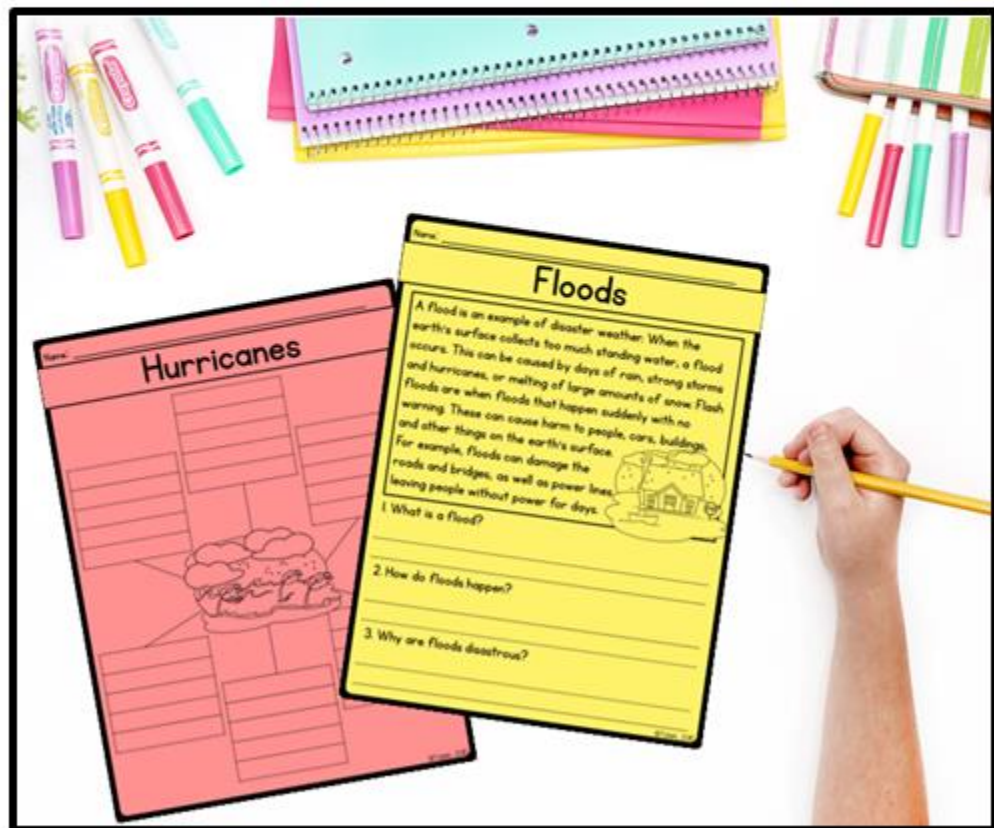 Name:
Hurricanes
Name:
Floods
A flood is an example of disaster weather. When the
earth's surface collects too much standing water, a flood
occurs. This can be caused by days of rain, strong storms
and hurricanes, or melting of large amounts of snow. Flash
floods are when floods that happen suddenly with no
warning. These can cause harm to people, cars, buildings,
and other things on the earth's surface.
For example, floods can damage the
roads and bridges, as well as power lines,
leaving people without power for days.
1. What is a flood?
2. How do floods happen?
3. Why are floods disastrous?